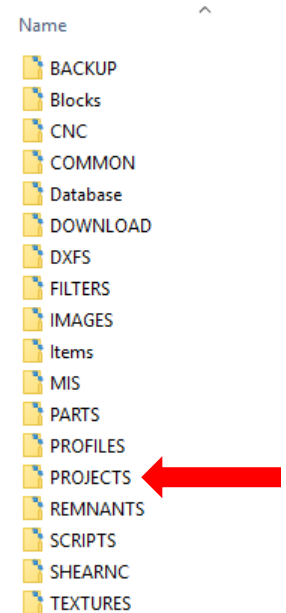 Name
BACKUP
Blocks
CNC
COMMON
Database
DOWNLOAD
DXFS
FILTERS
IMAGES
Items
MIS
PARTS
PROFILES
PROJECTS
REMNANTS
SCRIPTS
SHEARNC
TEXTURES